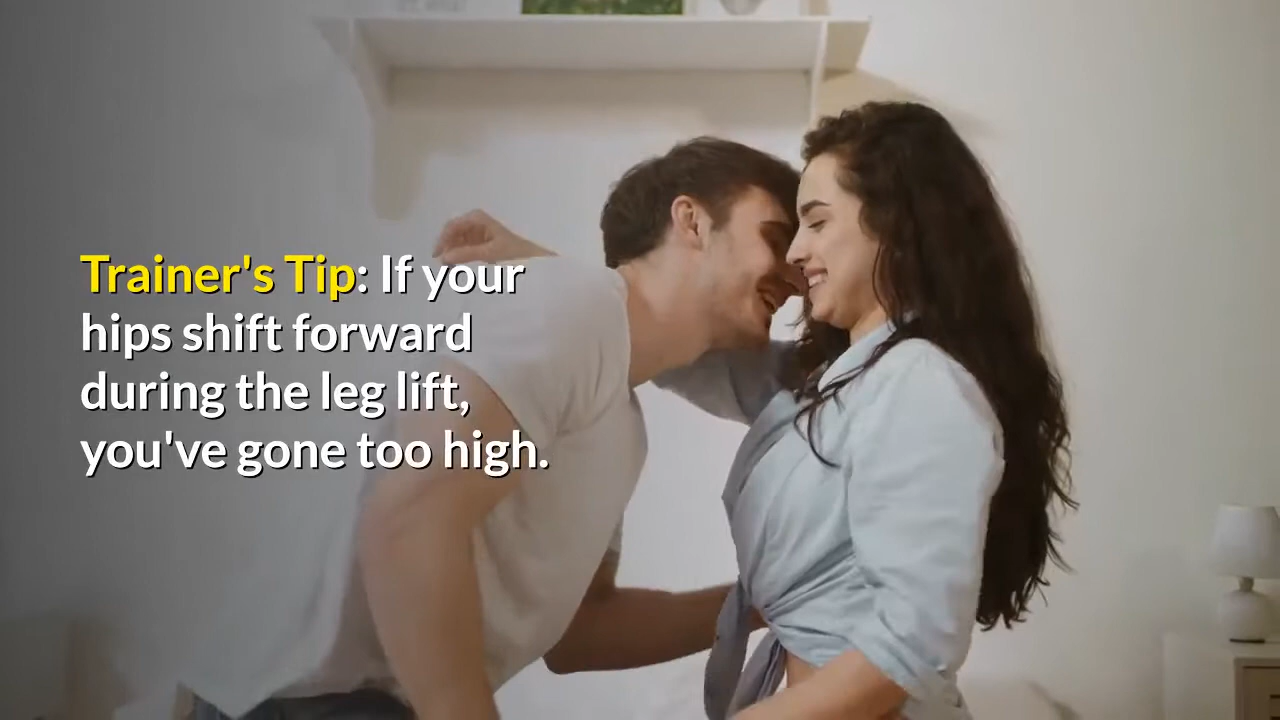 Trainer's Tip: If your
hips shift forward
during the leg lift,
you've gone too high.